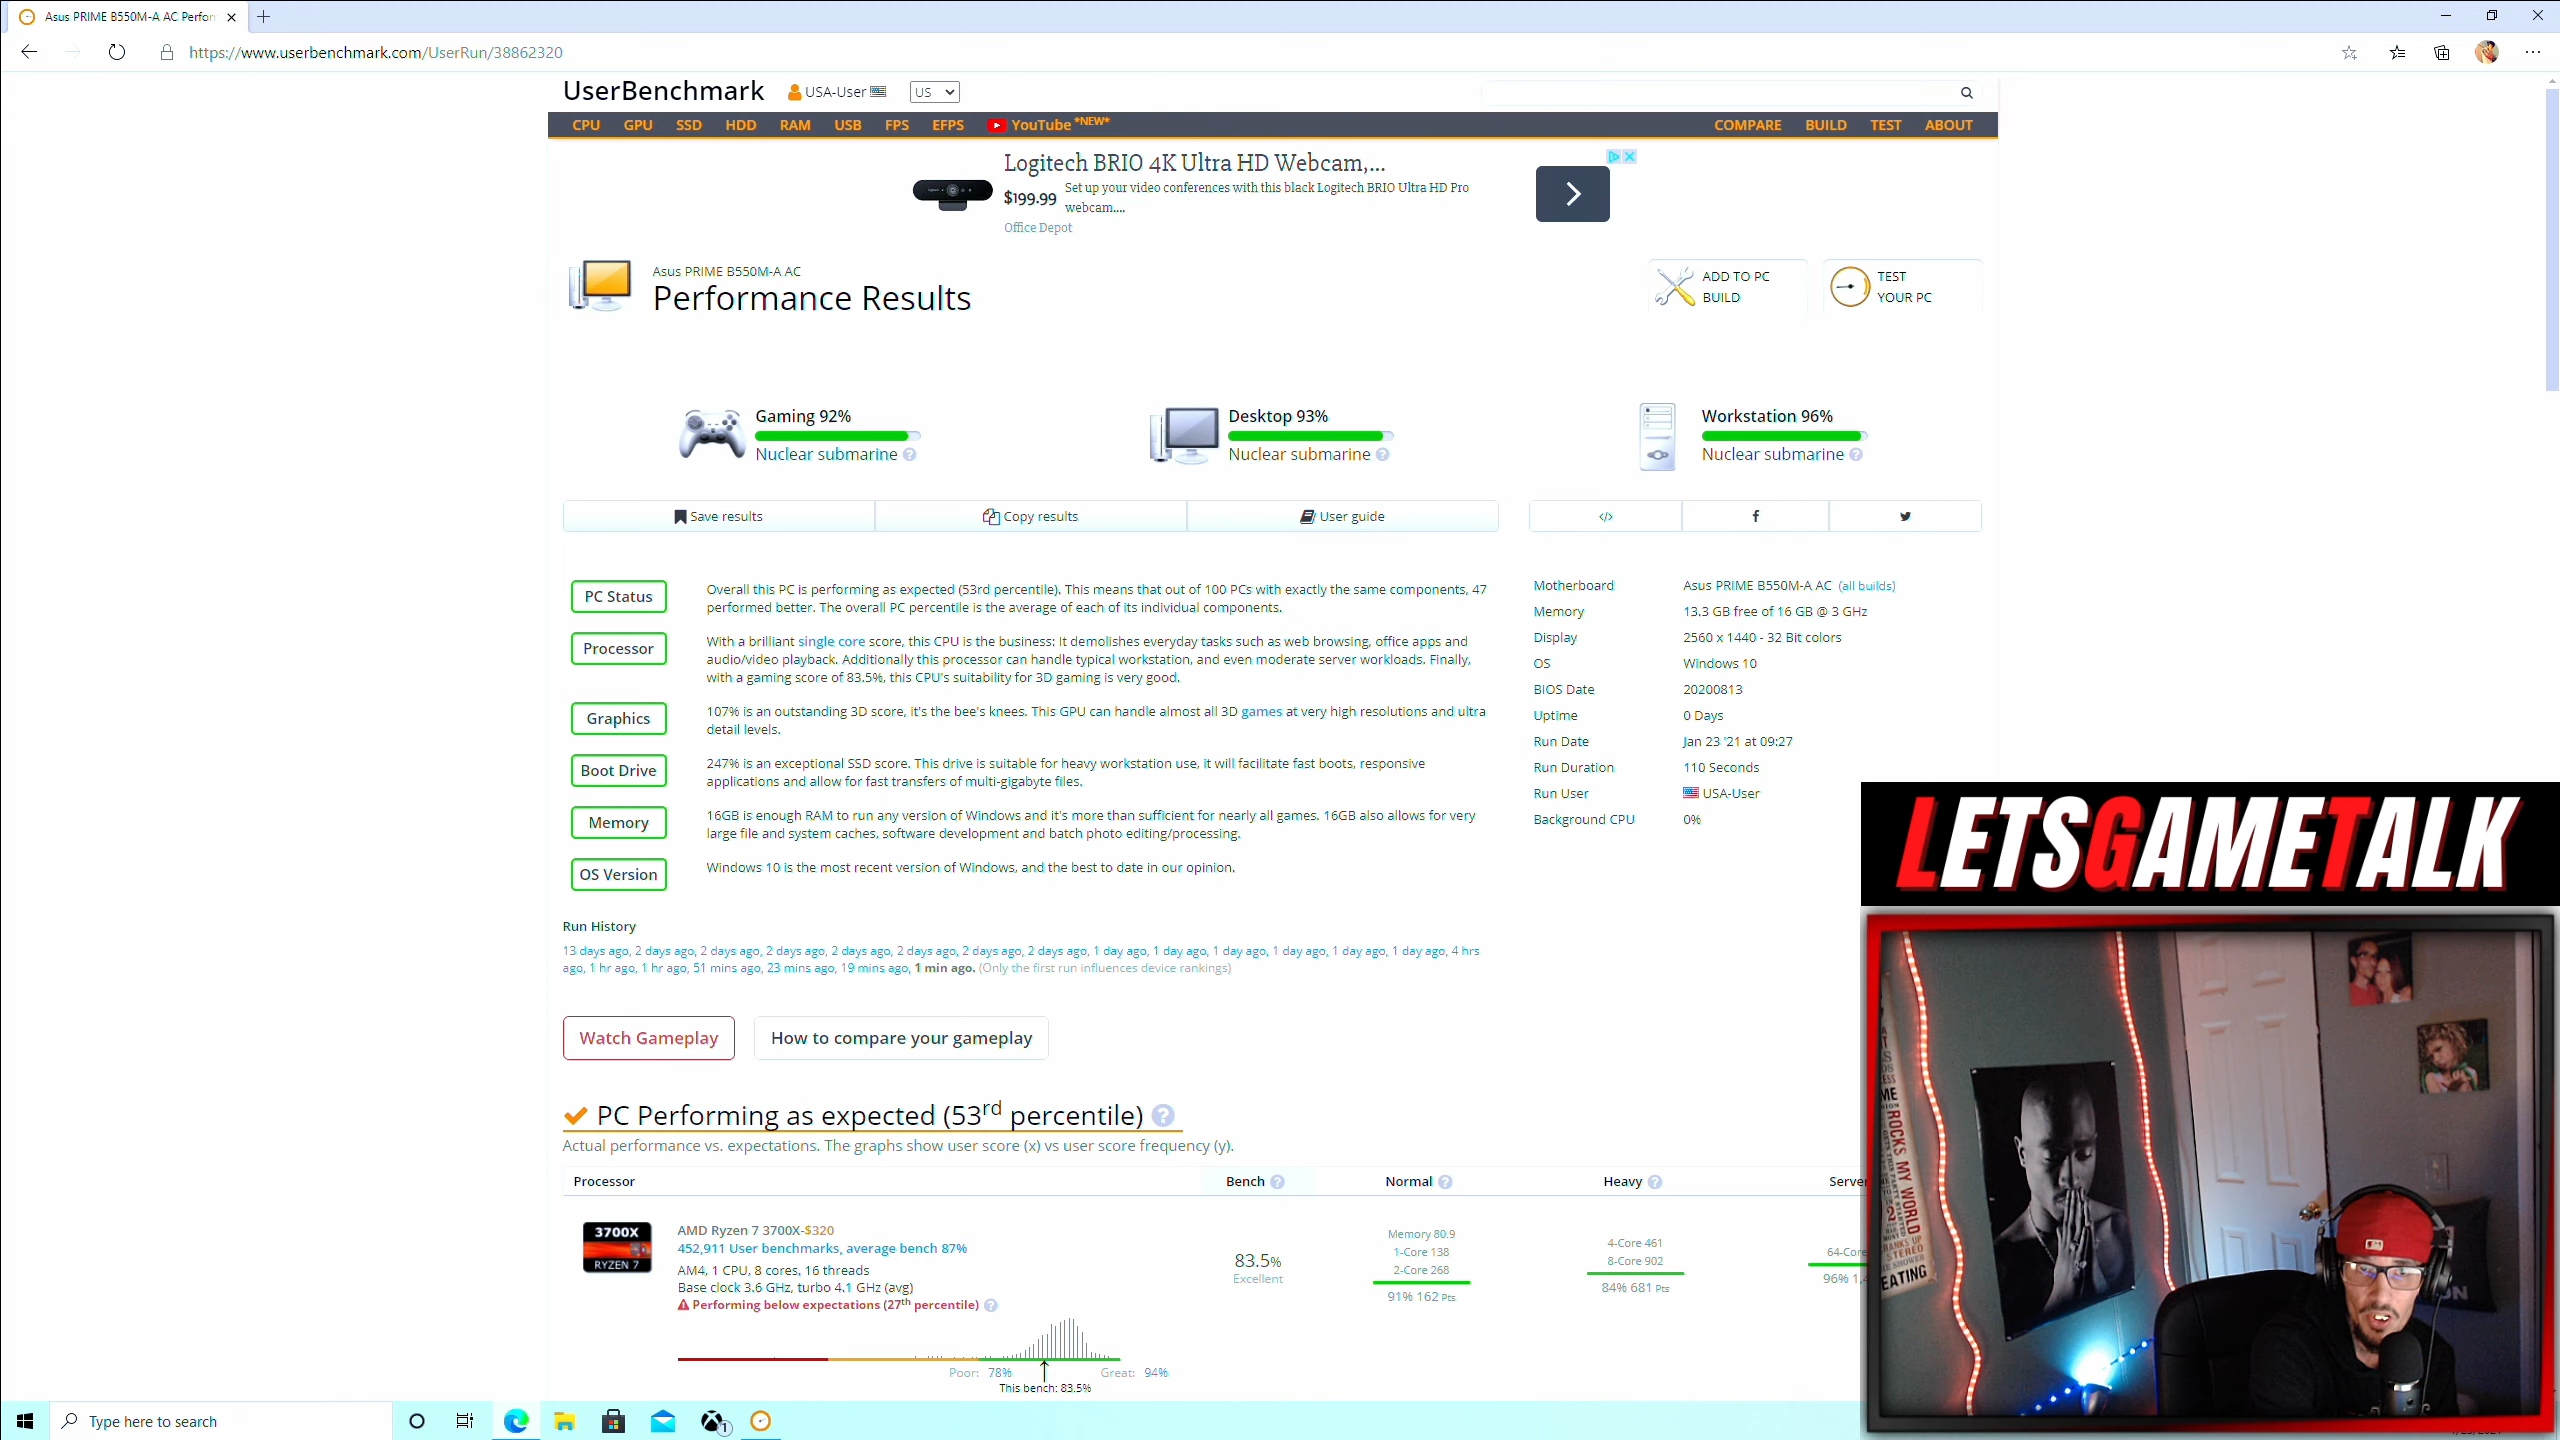 Asus PRIME B550M-A AC Perfor
https://www.userbenchmark.com/UserRun/38862320
UserBenchmark USA-User US
CPU GPU SSD HDD RAM USB FPS EFPS YouTube *NEW* COMPARE BUILD TEST ABOUT
Logitech BRIO 4K Ultra HD Webcam,...
$199.99 Set up your video conferences with this black Logitech BRIO Ultra HD Pro
webcam....
Office Depot
Asus PRIME B550M-A AC
Performance Results
ADD TO PC
BUILD
TEST
YOUR PC
Gaming 92%
Nuclear submarine
Desktop 93%
Nuclear submarine
Workstation 96%
Nuclear submarine
Save results Copy results User guide
PC Status
Overall this PC is performing as expected (53rd percentile). This means that out of 100 PCs with exactly the same components, 47
performed better. The overall PC percentile is the average of each of its individual components.
Processor
With a brilliant single core score, this CPU is the business: It demolishes everyday tasks such as web browsing, office apps and
audio/video playback. Additionally this processor can handle typical workstation, and even moderate server workloads. Finally,
with a gaming score of 83.5%, this CPU's suitability for 3D gaming is very good.
Graphics
107% is an outstanding 3D score, it's the bee's knees. This GPU can handle almost all 3D games at very high resolutions and ultra
detail levels.
Boot Drive
247% is an exceptional SSD score. This drive is suitable for heavy workstation use, it will facilitate fast boots, responsive
applications and allow for fast transfers of multi-gigabyte files.
Memory
16GB is enough RAM to run any version of Windows and it's more than sufficient for nearly all games. 16GB also allows for very
large file and system caches, software development and batch photo editing/processing.
OS Version
Windows 10 is the most recent version of Windows, and the best to date in our opinion.
Motherboard Asus PRIME B550M-A AC (all builds)
Memory 13.3 GB free of 16 GB @ 3 GHz
Display 2560 x 1440 - 32 Bit colors
OS Windows 10
BIOS Date 20200813
Uptime 0 Days
Run Date Jan 23 '21 at 09:27
Run Duration 110 Seconds
Run User USA-User
Background CPU 0%
Run History
13 days ago, 2 days ago, 2 days ago, 2 days ago, 2 days ago, 2 days ago, 2 days ago, 2 days ago, 1 day ago, 1 day ago, 1 day ago, 1 day ago, 1 day ago, 1 day ago, 4 hrs
ago, 1 hr ago, 1 hr ago, 51 mins ago, 23 mins ago, 19 mins ago, 1 min ago. (Only the first run influences device rankings)
Watch Gameplay How to compare your gameplay
PC Performing as expected (53rd percentile)
Actual performance vs. expectations. The graphs show user score (x) vs user score frequency (y).
Processor Bench Normal Heavy Server
3700X
RYZEN 7
AMD Ryzen 7 3700X-$320
452,911 User benchmarks, average bench 87%
AM4, 1 CPU, 8 cores, 16 threads
Base clock 3.6 GHz, turbo 4.1 GHz (avg)
Performing below expectations (27th percentile)
Poor: 78% Great: 94%
This bench: 83.5%
83.5%
Excellent
Memory 80.9
1-Core 138
2-Core 268
91% 162 Pts
4-Core 461
8-Core 902
84% 681 Pts
64-Core
96% 1,4
LETSGAMETALK
ME
ROCKS MY WORLD
EATING
Type here to search
1